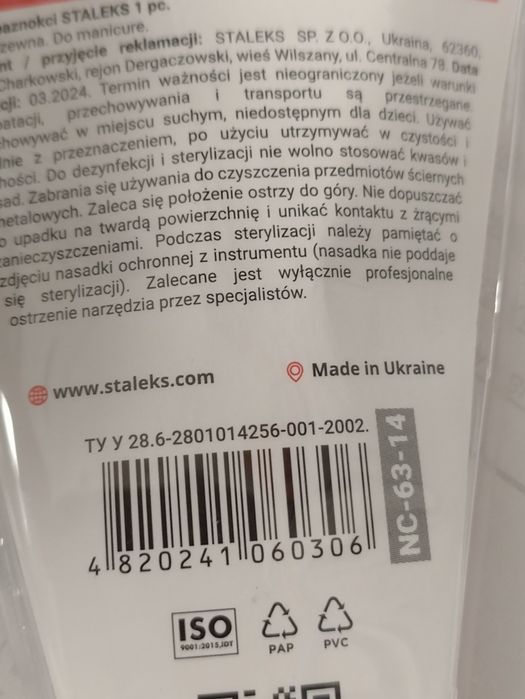 paznokci STALEKS 1 pc.
zewna. Do manicure.
nt / przyjęcie reklamacji: STALEKS SP. Z O.O., Ukraina, 62360,
Charkowski, rejon Dergaczowski, wieś Wilszany, ul. Centralna 79. Data
cji: 03.2024. Termin ważności jest nieograniczony jeżeli warunki
oatacji, przechowywania i transportu są przestrzegane.
howywać w miejscu suchym, niedostępnym dla dzieci. Używać
lnie z przeznaczeniem, po użyciu utrzymywać w czystości i
ności. Do dezynfekcji i sterylizacji nie wolno stosować kwasów i
sad. Zabrania się używania do czyszczenia przedmiotów ściernych
metalowych. Zaleca się położenie ostrzy do góry. Nie dopuszczać
o upadku na twardą powierzchnię i unikać kontaktu z żrącymi
zanieczyszczeniami. Podczas sterylizacji należy pamiętać o
zdjęciu nasadki ochronnej z instrumentu (nasadka nie poddaje
się sterylizacji). Zalecane jest wyłącznie profesjonalne
ostrzenie narzędzia przez specjalistów.
www.staleks.com
Made in Ukraine
ТУ У 28.6-2801014256-001-2002.
NC-63-14
4 820241 060306
ISO
9001:2015,IDT
PAP
PVC